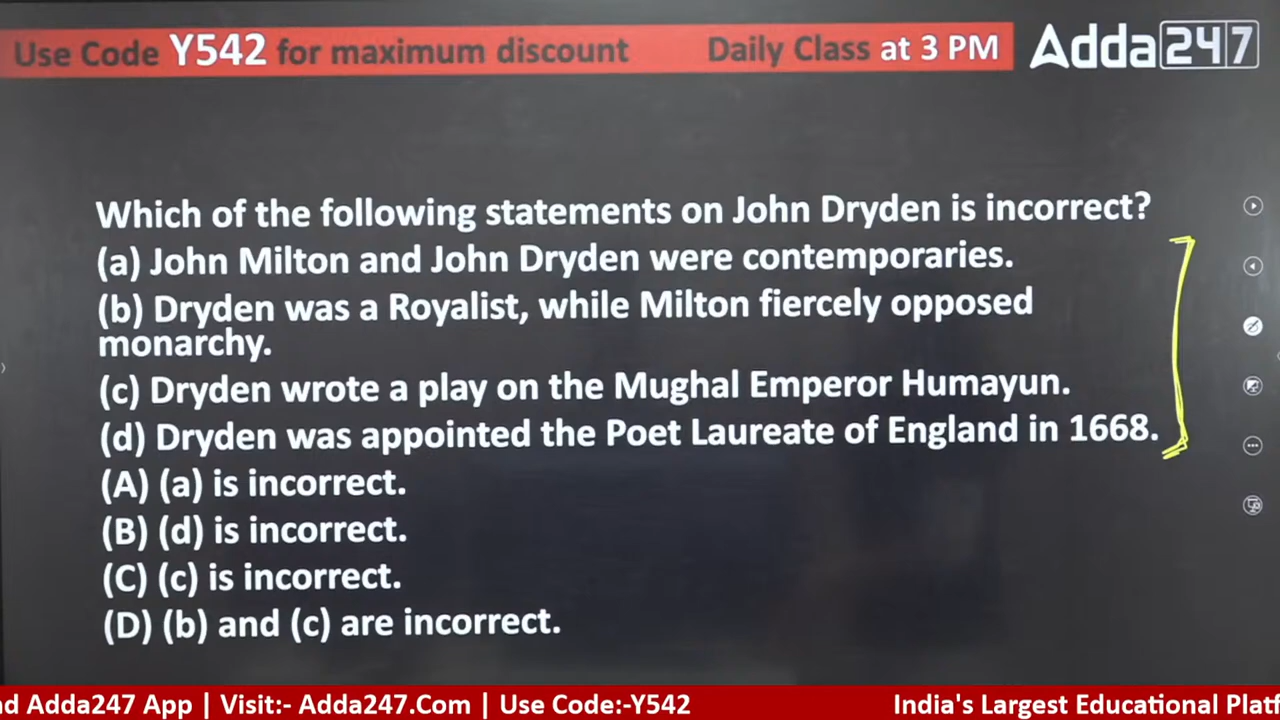 Use Code Y542 for maximum discount Daily Class at 3 PM Adda247
Which of the following statements on John Dryden is incorrect?
(a) John Milton and John Dryden were contemporaries.
(b) Dryden was a Royalist, while Milton fiercely opposed
monarchy.
(c) Dryden wrote a play on the Mughal Emperor Humayun.
(d) Dryden was appointed the Poet Laureate of England in 1668.
(A) (a) is incorrect.
(B) (d) is incorrect.
(C) (c) is incorrect.
(D) (b) and (c) are incorrect.
Adda247 App | Visit:- Adda247.Com | Use Code:-Y542 India's Largest Educational